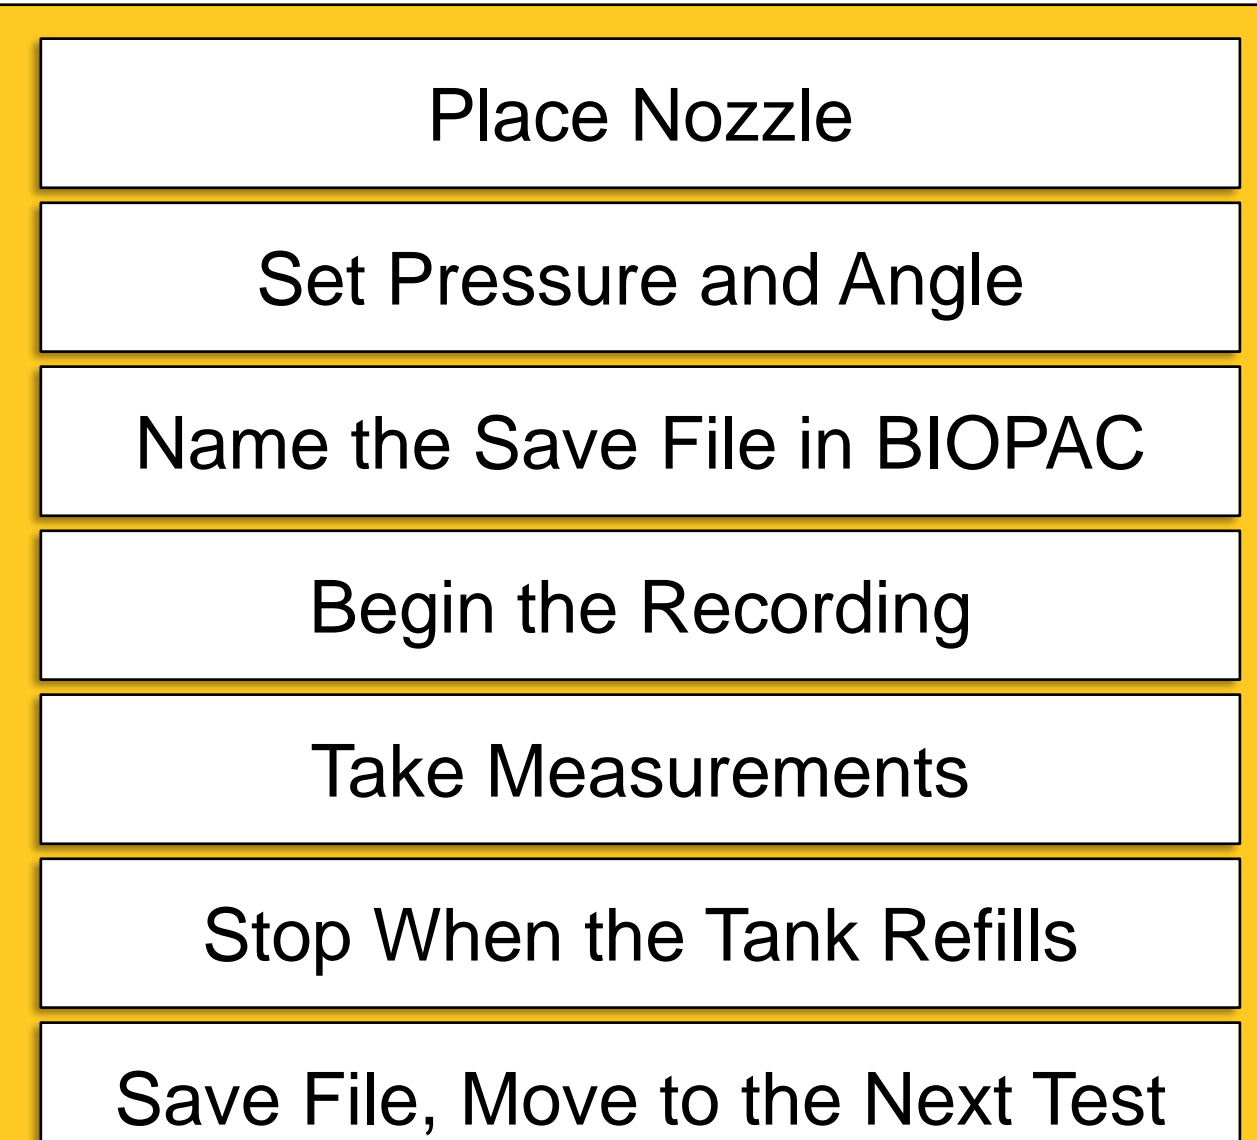 Place Nozzle
Set Pressure and Angle
Name the Save File in BIOPAC
Begin the Recording
Take Measurements
Stop When the Tank Refills
Save File, Move to the Next Test